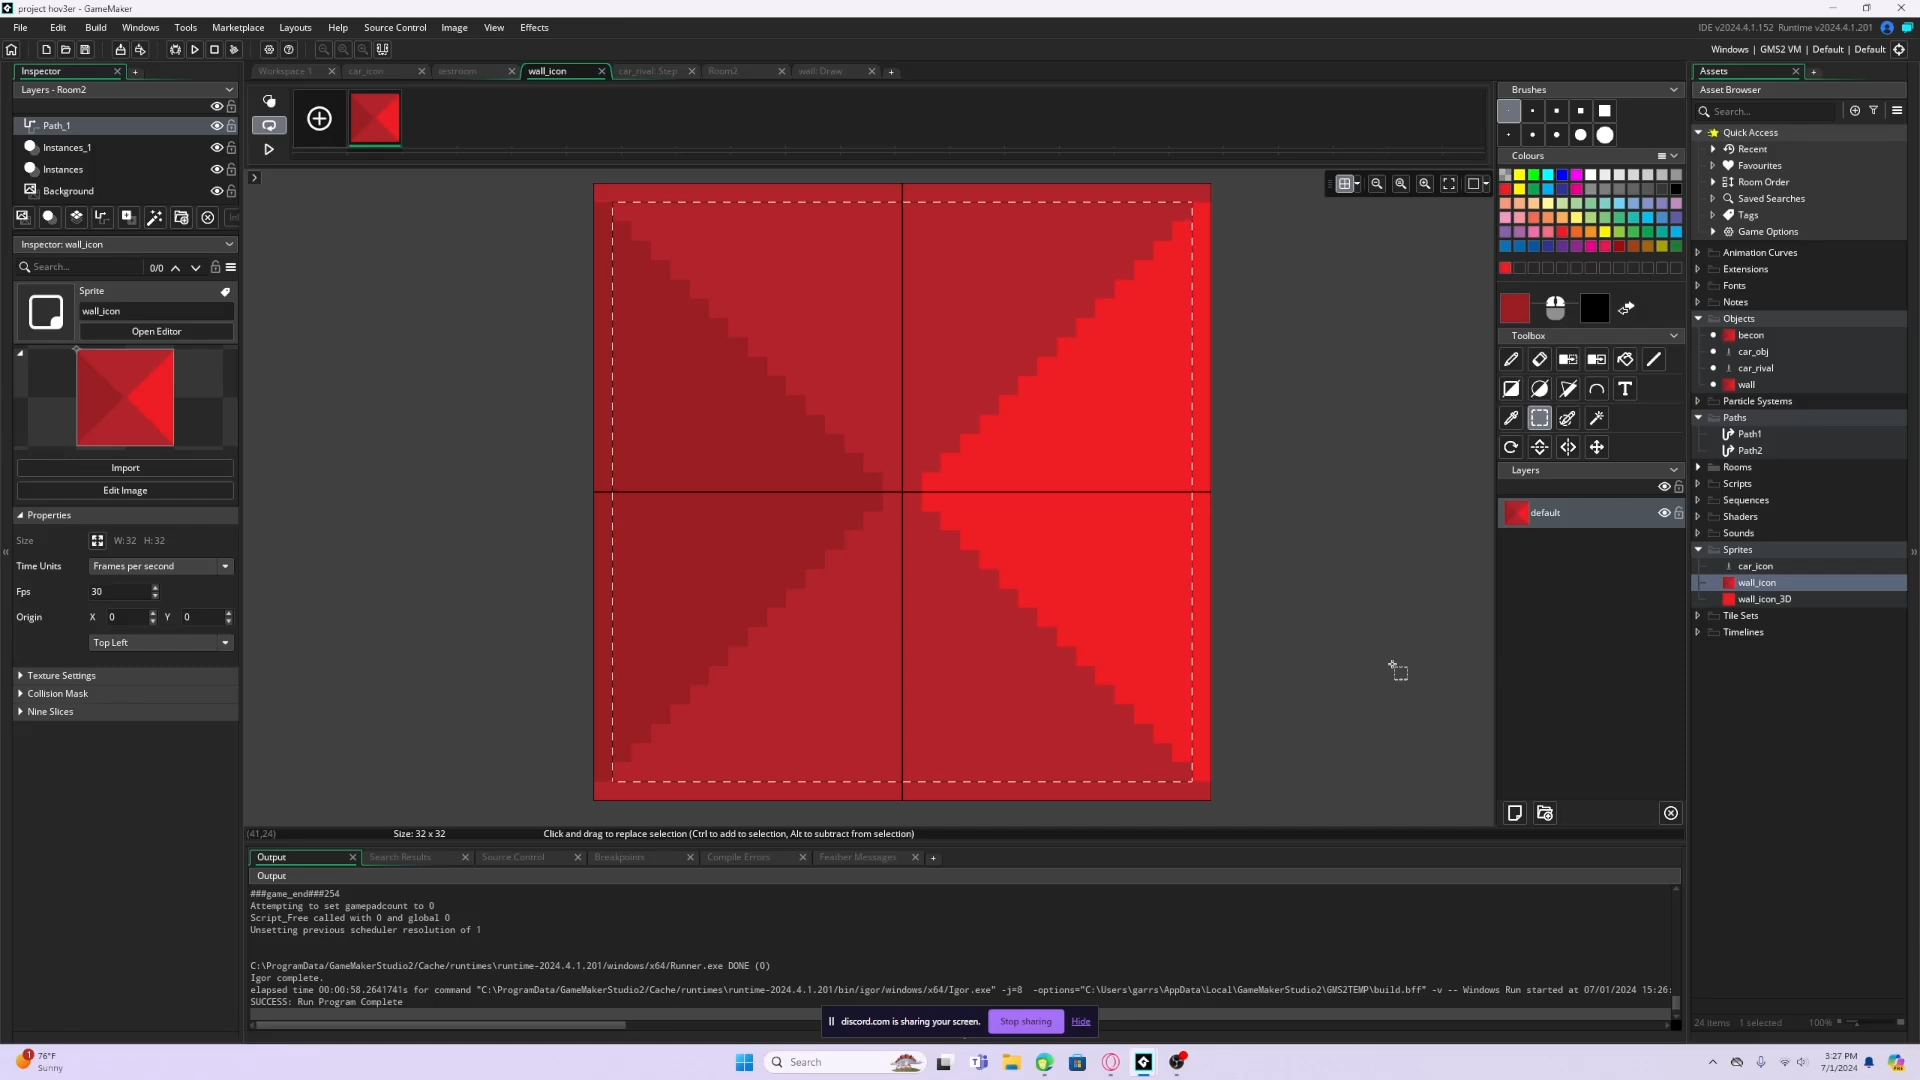 project hov3er - GameMaker
File Edit Build Windows Tools Marketplace Layouts Help Source Control Image View Effects
IDE v2024.4.1.152 Runtime v2024.4.1.201
Windows | GMS2 VM | Default | Default
Inspector
Workspace 1 car_icon testroom wall_icon car_rival: Step Room2 wall: Draw
Assets
Layers - Room2
Path_1
Instances_1
Instances
Background
Inspector: wall_icon
Search... 0/0
Sprite
wall_icon
Open Editor
Import
Edit Image
Properties
Size W:32 H:32
Time Units Frames per second
Fps 30
Origin X 0 Y 0
Top Left
Texture Settings
Collision Mask
Nine Slices
(41,24) Size: 32 x 32 Click and drag to replace selection (Ctrl to add to selection, Alt to subtract from selection)
Output Search Results Source Control Breakpoints Compile Errors Feather Messages
Output
###game_end###254
Attempting to set gamepadcount to 0
Script_Free called with 0 and global 0
Unsetting previous scheduler resolution of 1
C:\ProgramData/GameMakerStudio2/Cache/runtimes\runtime-2024.4.1.201/windows/x64/Runner.exe DONE (0)
Igor complete.
elapsed time 00:00:58.2641741s for command "C:\ProgramData/GameMakerStudio2/Cache/runtimes\runtime-2024.4.1.201/bin/igor/windows/x64/Igor.exe" -j=8 -options="C:\Users\garrs\AppData\Local\GameMakerStudio2\GMS2TEMP\build.bff" -v -- Windows Run started at 07/01/2024 15:26:
SUCCESS: Run Program Complete
Brushes
Colours
Toolbox
Layers
default
Asset Browser
Search...
Quick Access
Recent
Favourites
Room Order
Saved Searches
Tags
Game Options
Animation Curves
Extensions
Fonts
Notes
Objects
becon
car_obj
car_rival
wall
Particle Systems
Paths
Path1
Path2
Rooms
Scripts
Sequences
Shaders
Sounds
Sprites
car_icon
wall_icon
wall_icon_3D
Tile Sets
Timelines
24 items 1 selected 100%
discord.com is sharing your screen. Stop sharing Hide
1
76°F
Sunny
Search
3:27 PM
7/1/2024